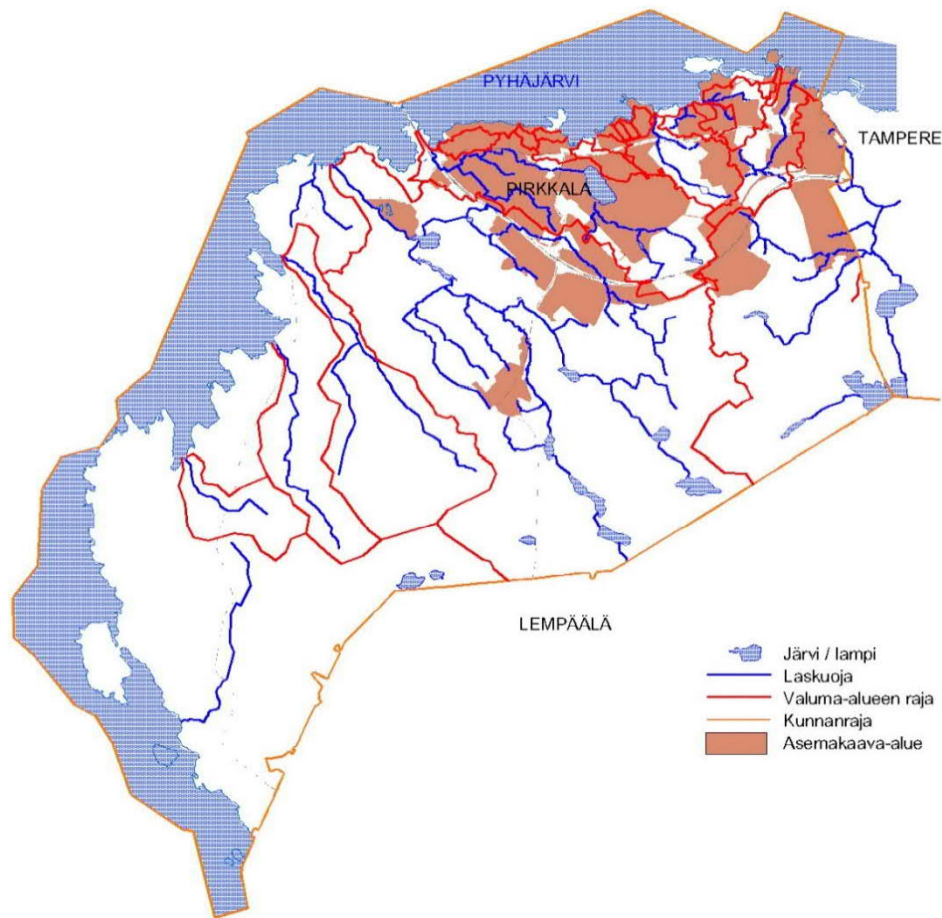 PYHÄJÄRVI
TAMPERE
PIRKKALA
LEMPÄÄLÄ
Järvi / lampi
Laskuoja
Valuma-alueen raja
Kunnanraja
Asemakaava-alue